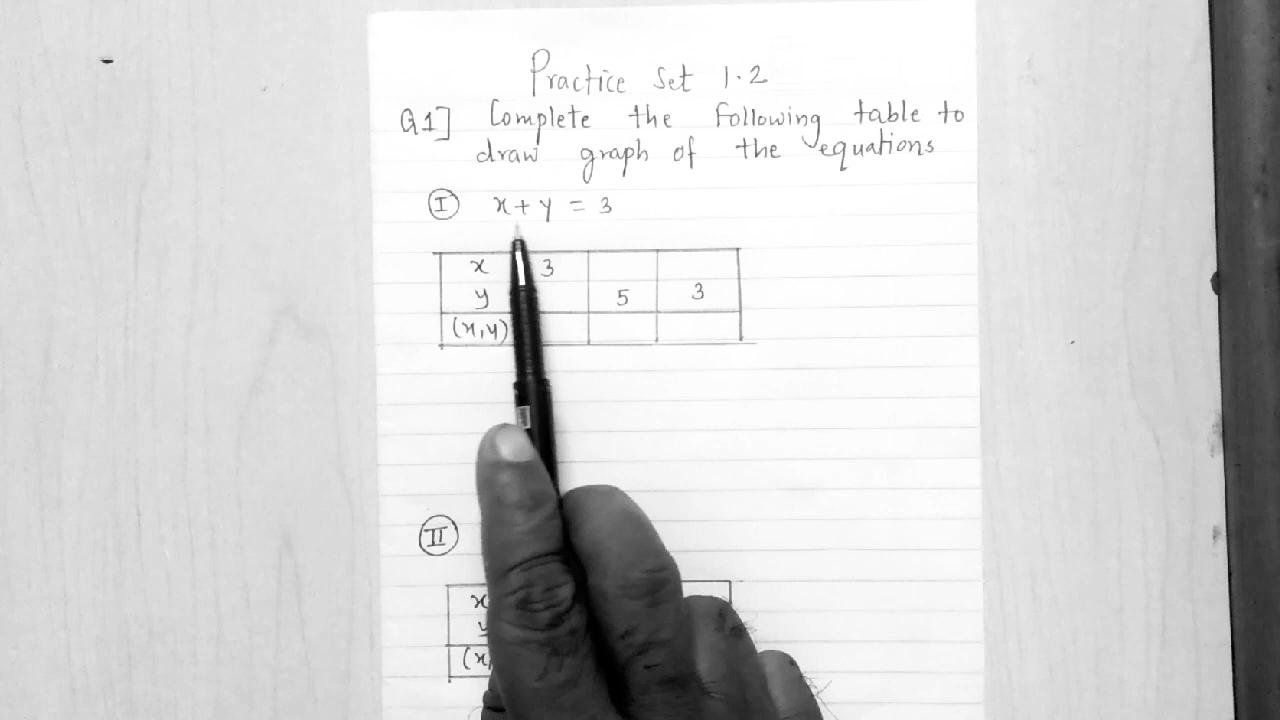 Practice Set 1.2
Q1] Complete the following table to
draw graph of the equations
I x + y = 3
x 3
y 5 3
(x,y)
II
x
y
(x,